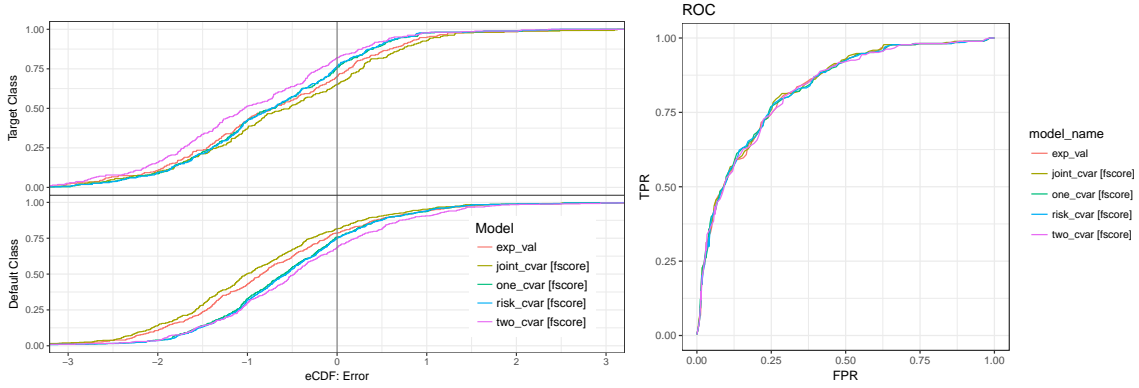 Target Class
1.00
0.75
0.50
0.25
0.00
Default Class
1.00
0.75
0.50
0.25
0.00
Model
exp_val
joint_cvar [fscore]
one_cvar [fscore]
risk_cvar [fscore]
two_cvar [fscore]
−3 −2 −1 0 1 2 3
eCDF: Error
ROC
TPR
1.00
0.75
0.50
0.25
0.00
0.00 0.25 0.50 0.75 1.00
FPR
model_name
exp_val
joint_cvar [fscore]
one_cvar [fscore]
risk_cvar [fscore]
two_cvar [fscore]